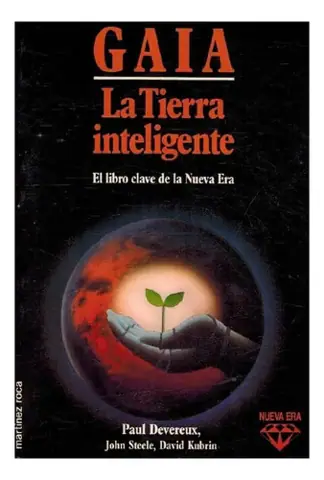 GAIA
La Tierra
inteligente
El libro clave de la Nueva Era
Paul Devereux,
John Steele, David Kubrin
NUEVA ERA
martínez roca